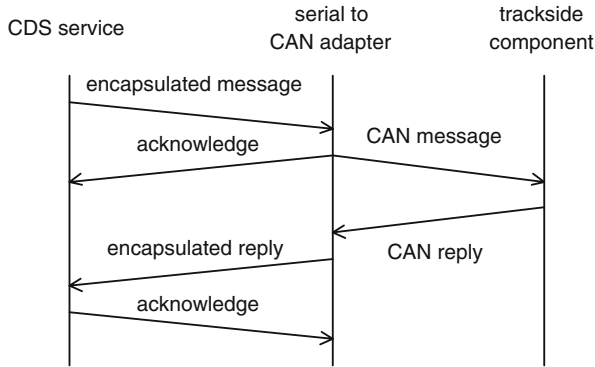 CDS service
serial to
CAN adapter
trackside
component
encapsulated message
acknowledge
CAN message
encapsulated reply
CAN reply
acknowledge